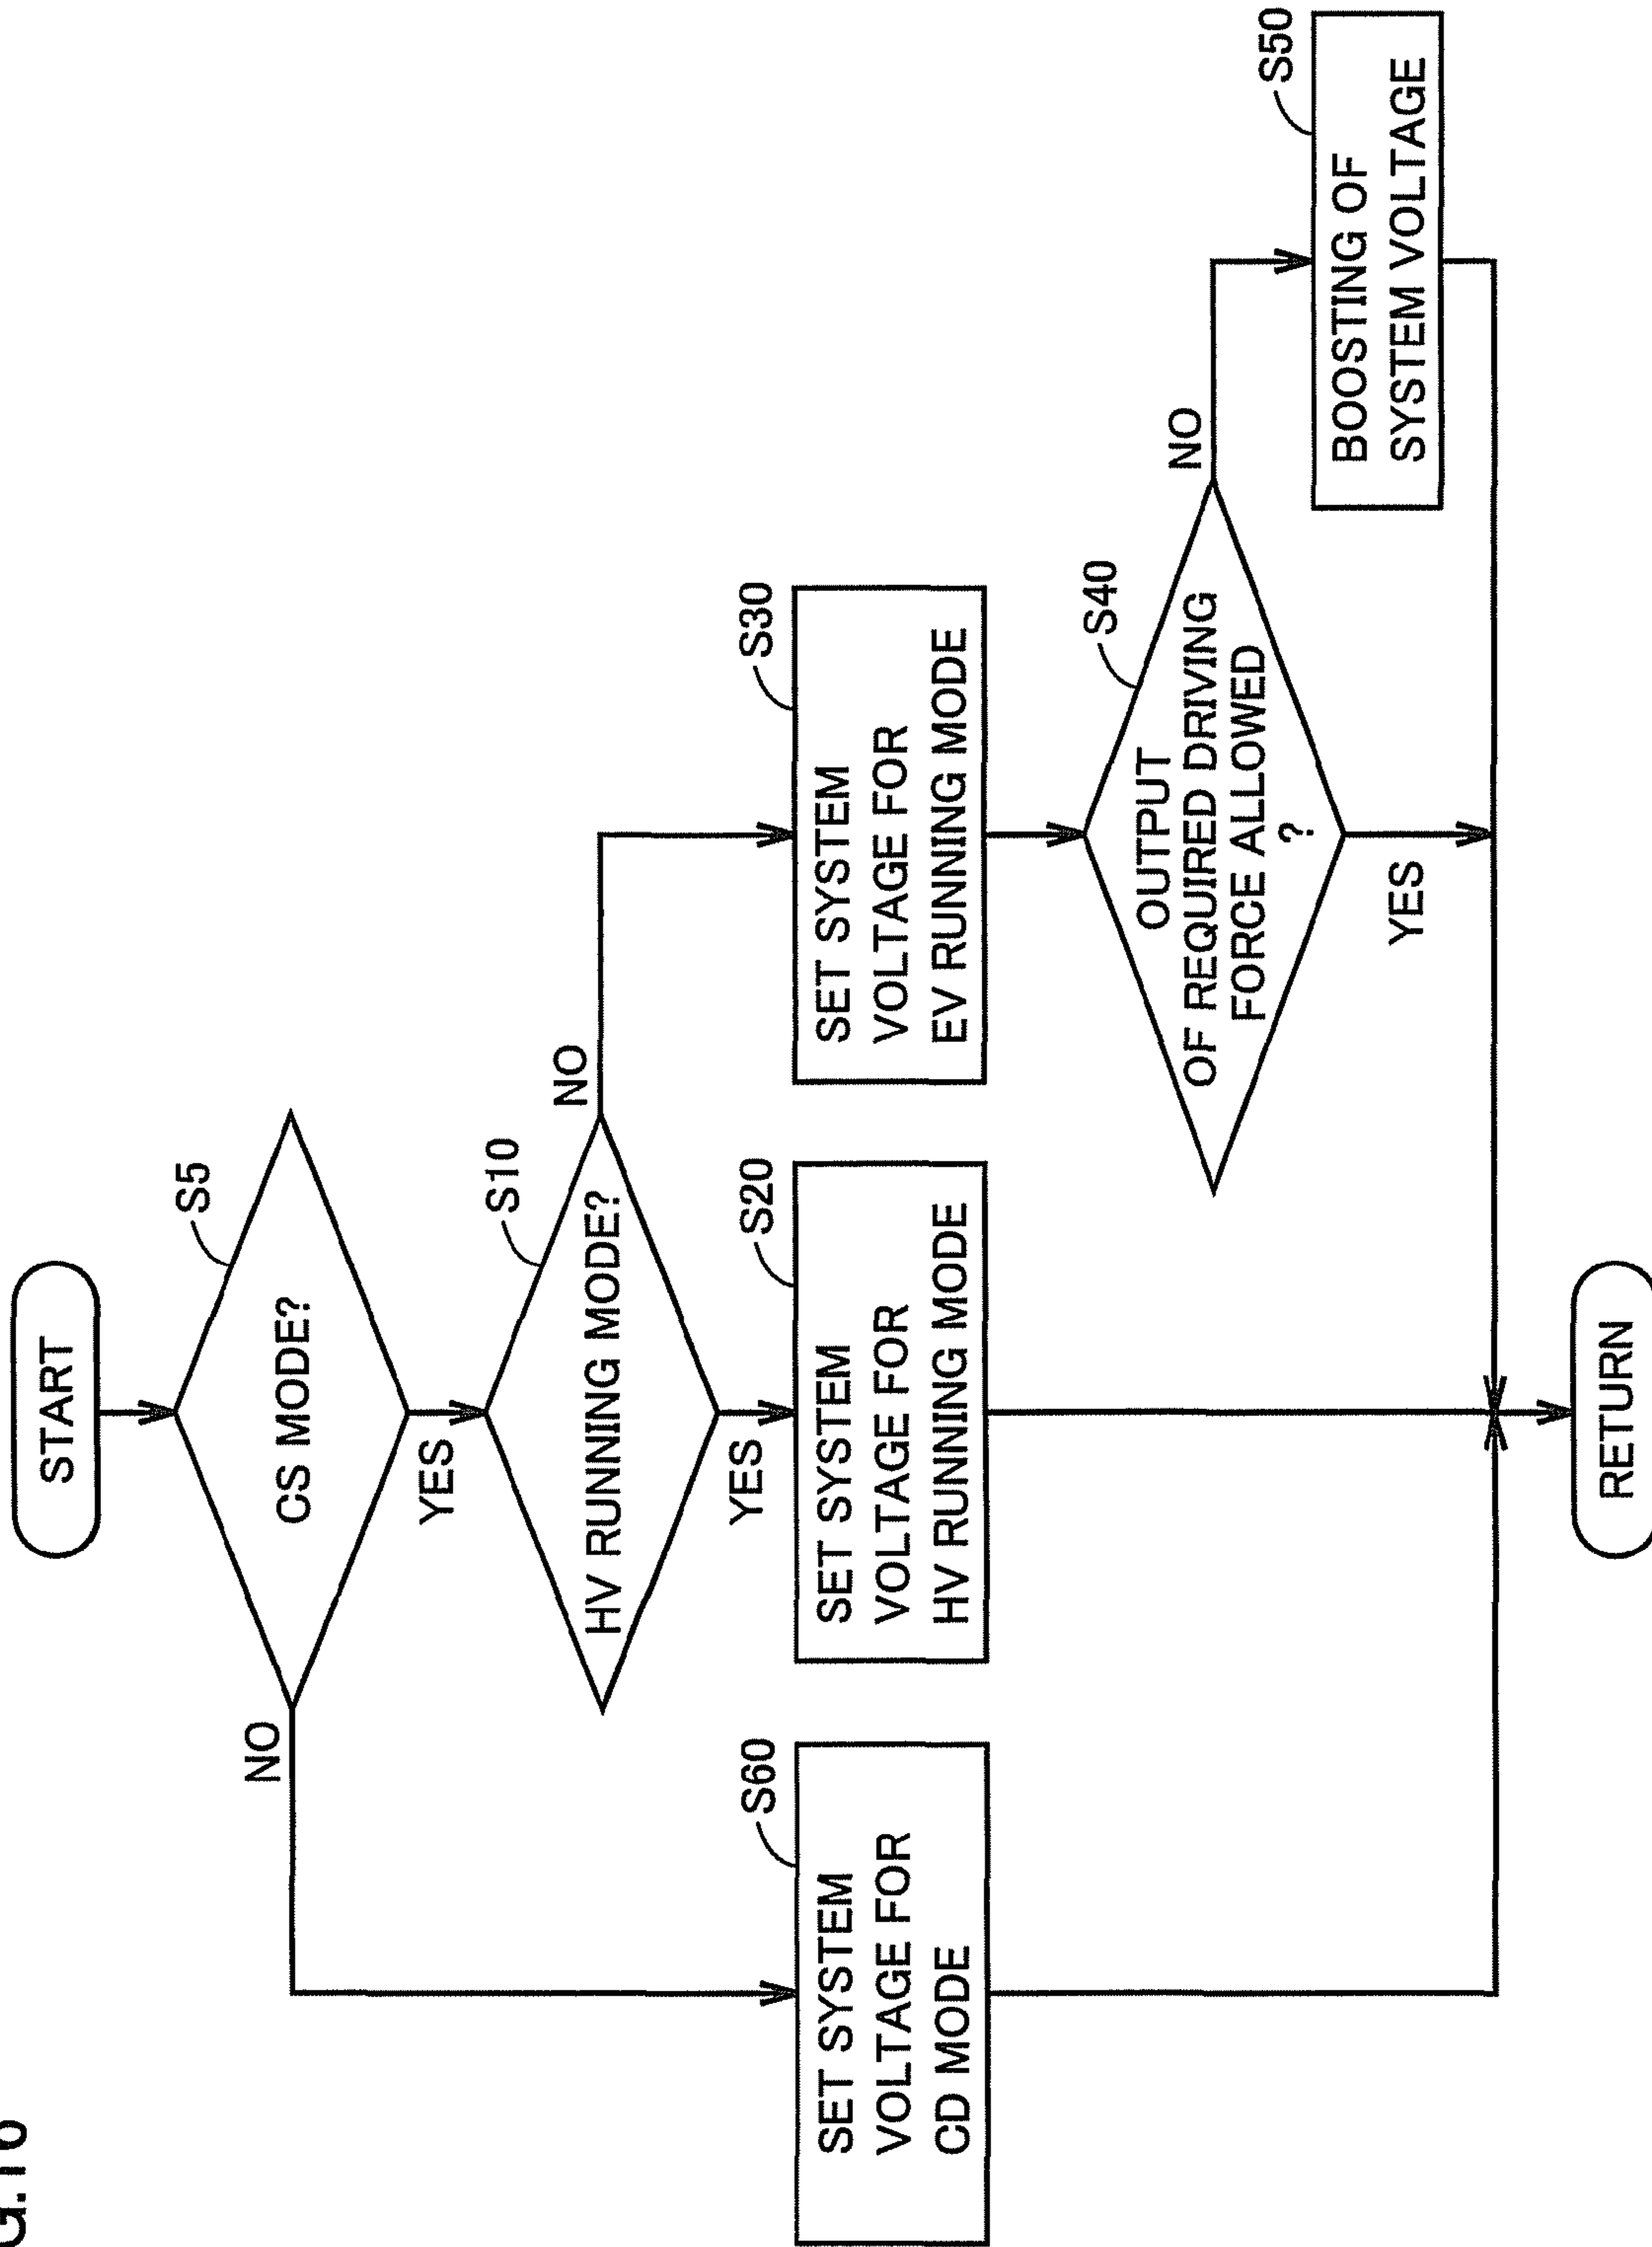 START
S5
CS MODE?
NO
YES
S10
HV RUNNING MODE?
NO
YES
S60
SET SYSTEM
VOLTAGE FOR
CD MODE
S20
SET SYSTEM
VOLTAGE FOR
HV RUNNING MODE
S30
SET SYSTEM
VOLTAGE FOR
EV RUNNING MODE
S40
OUTPUT
OF REQUIRED DRIVING
FORCE ALLOWED
?
NO
YES
S50
BOOSTING OF
SYSTEM VOLTAGE
RETURN